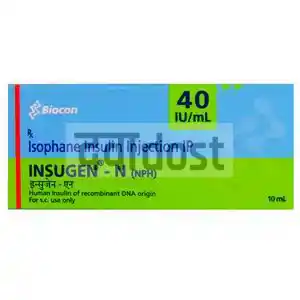 Biocon
40
IU/mL
Rx
Isophane Insulin Injection IP
INSUGEN® - N (NPH)
इन्सुजेन - एन
Human Insulin of recombinant DNA origin
For s.c. use only
10 mL